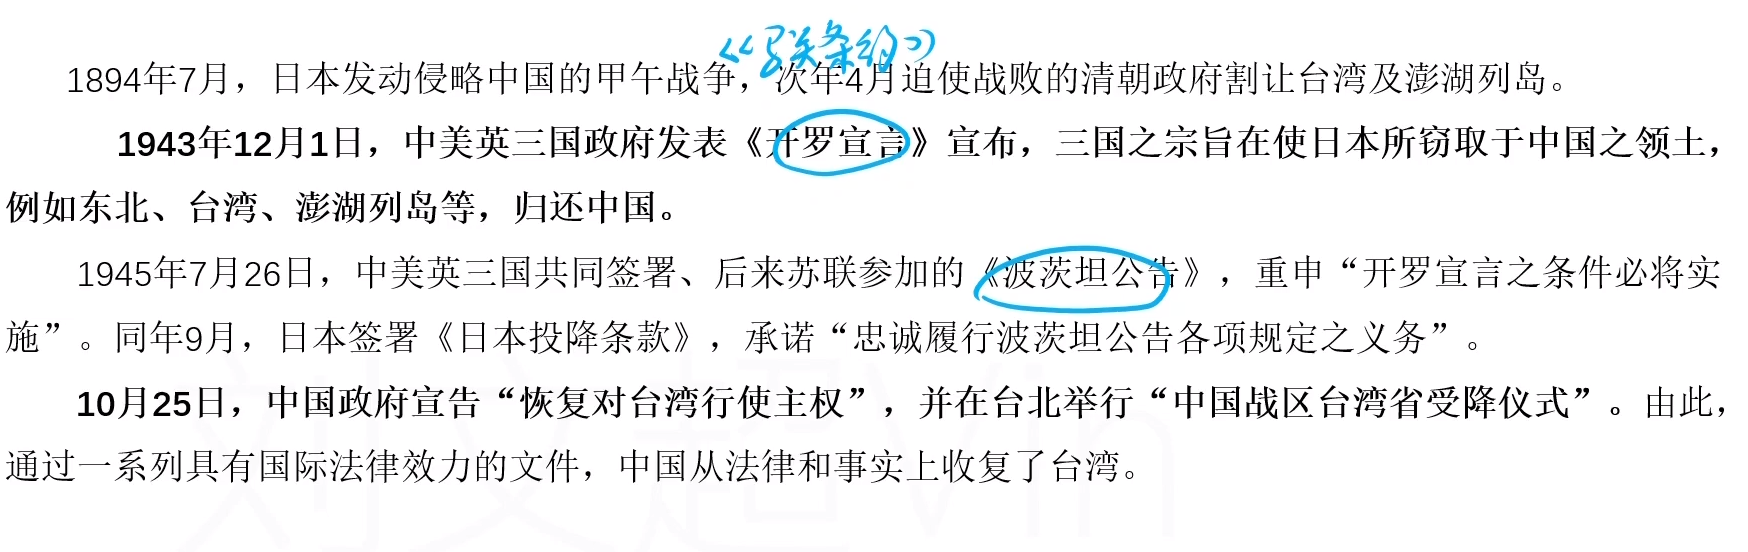 《马关条约》
1894年7月，日本发动侵略中国的甲午战争，次年4月迫使战败的清朝政府割让台湾及澎湖列岛。
1943年12月1日，中美英三国政府发表《开罗宣言》宣布，三国之宗旨在使日本所窃取于中国之领土，
例如东北、台湾、澎湖列岛等，归还中国。
1945年7月26日，中美英三国共同签署、后来苏联参加的《波茨坦公告》，重申“开罗宣言之条件必将实
施”。同年9月，日本签署《日本投降条款》，承诺“忠诚履行波茨坦公告各项规定之义务”。
10月25日，中国政府宣告“恢复对台湾行使主权”，并在台北举行“中国战区台湾省受降仪式”。由此，
通过一系列具有国际法律效力的文件，中国从法律和事实上收复了台湾。
刘文超Vin